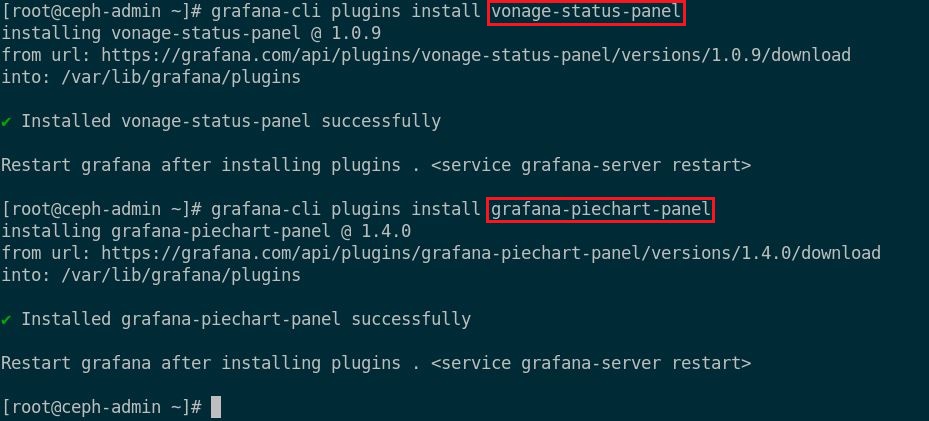 [root@ceph-admin ~]# grafana-cli plugins install vonage-status-panel
installing vonage-status-panel @ 1.0.9
from url: https://grafana.com/api/plugins/vonage-status-panel/versions/1.0.9/download
into: /var/lib/grafana/plugins
✔ Installed vonage-status-panel successfully
Restart grafana after installing plugins . <service grafana-server restart>
[root@ceph-admin ~]# grafana-cli plugins install grafana-piechart-panel
installing grafana-piechart-panel @ 1.4.0
from url: https://grafana.com/api/plugins/grafana-piechart-panel/versions/1.4.0/download
into: /var/lib/grafana/plugins
✔ Installed grafana-piechart-panel successfully
Restart grafana after installing plugins . <service grafana-server restart>
[root@ceph-admin ~]#